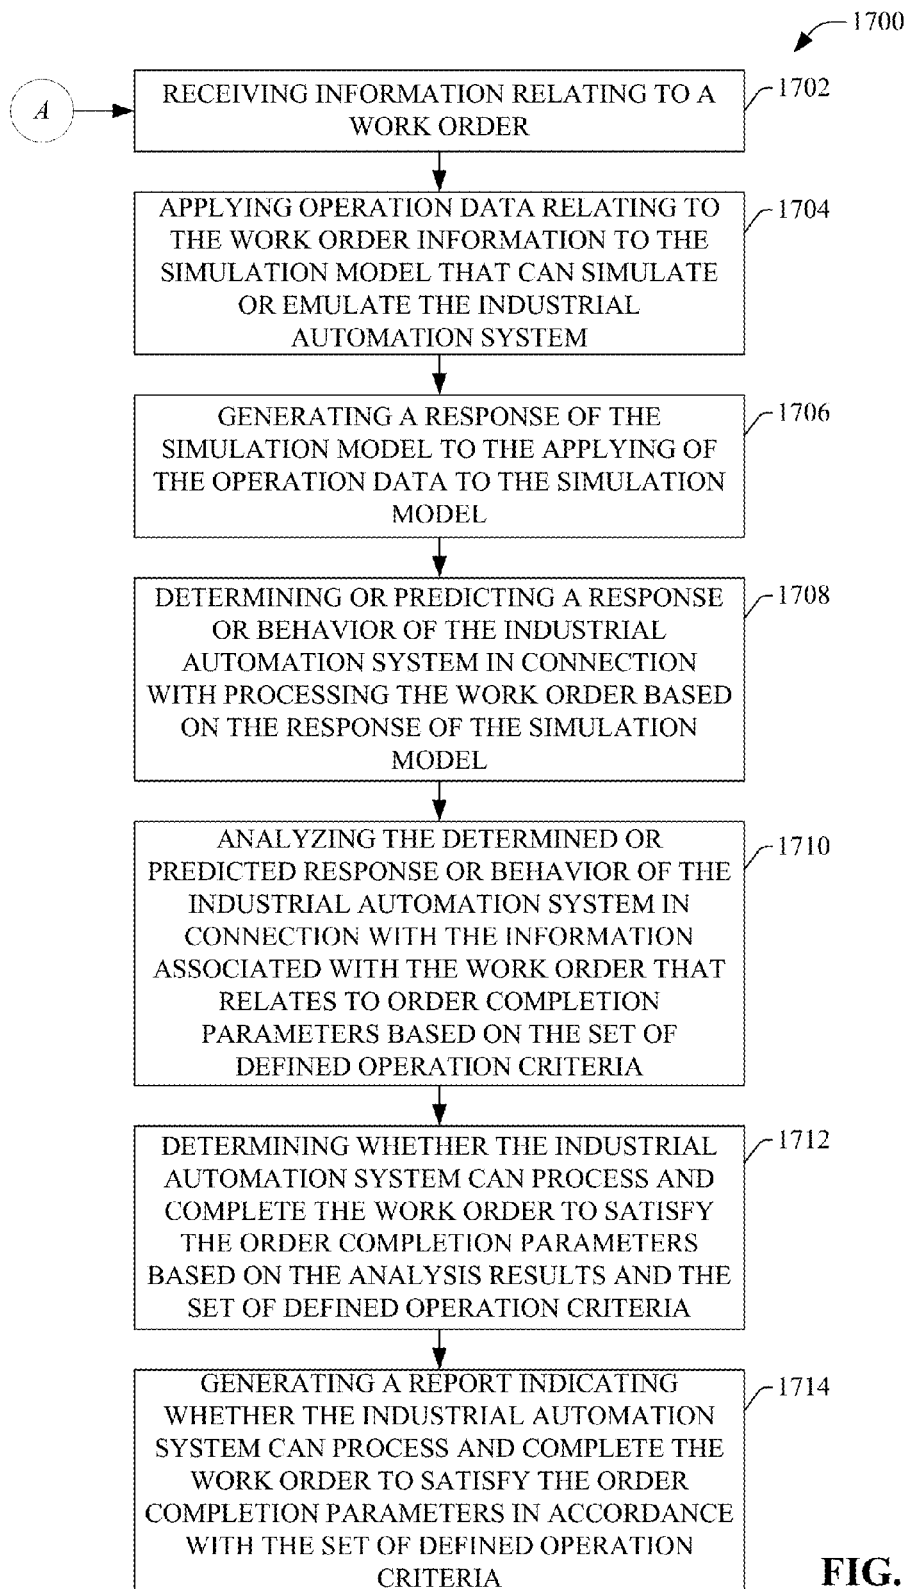 1700
A
RECEIVING INFORMATION RELATING TO A
WORK ORDER
1702
APPLYING OPERATION DATA RELATING TO
THE WORK ORDER INFORMATION TO THE
SIMULATION MODEL THAT CAN SIMULATE
OR EMULATE THE INDUSTRIAL
AUTOMATION SYSTEM
1704
GENERATING A RESPONSE OF THE
SIMULATION MODEL TO THE APPLYING OF
THE OPERATION DATA TO THE SIMULATION
MODEL
1706
DETERMINING OR PREDICTING A RESPONSE
OR BEHAVIOR OF THE INDUSTRIAL
AUTOMATION SYSTEM IN CONNECTION
WITH PROCESSING THE WORK ORDER BASED
ON THE RESPONSE OF THE SIMULATION
MODEL
1708
ANALYZING THE DETERMINED OR
PREDICTED RESPONSE OR BEHAVIOR OF THE
INDUSTRIAL AUTOMATION SYSTEM IN
CONNECTION WITH THE INFORMATION
ASSOCIATED WITH THE WORK ORDER THAT
RELATES TO ORDER COMPLETION
PARAMETERS BASED ON THE SET OF
DEFINED OPERATION CRITERIA
1710
DETERMINING WHETHER THE INDUSTRIAL
AUTOMATION SYSTEM CAN PROCESS AND
COMPLETE THE WORK ORDER TO SATISFY
THE ORDER COMPLETION PARAMETERS
BASED ON THE ANALYSIS RESULTS AND THE
SET OF DEFINED OPERATION CRITERIA
1712
GENERATING A REPORT INDICATING
WHETHER THE INDUSTRIAL AUTOMATION
SYSTEM CAN PROCESS AND COMPLETE THE
WORK ORDER TO SATISFY THE ORDER
COMPLETION PARAMETERS IN ACCORDANCE
WITH THE SET OF DEFINED OPERATION
CRITERIA
1714
FIG.